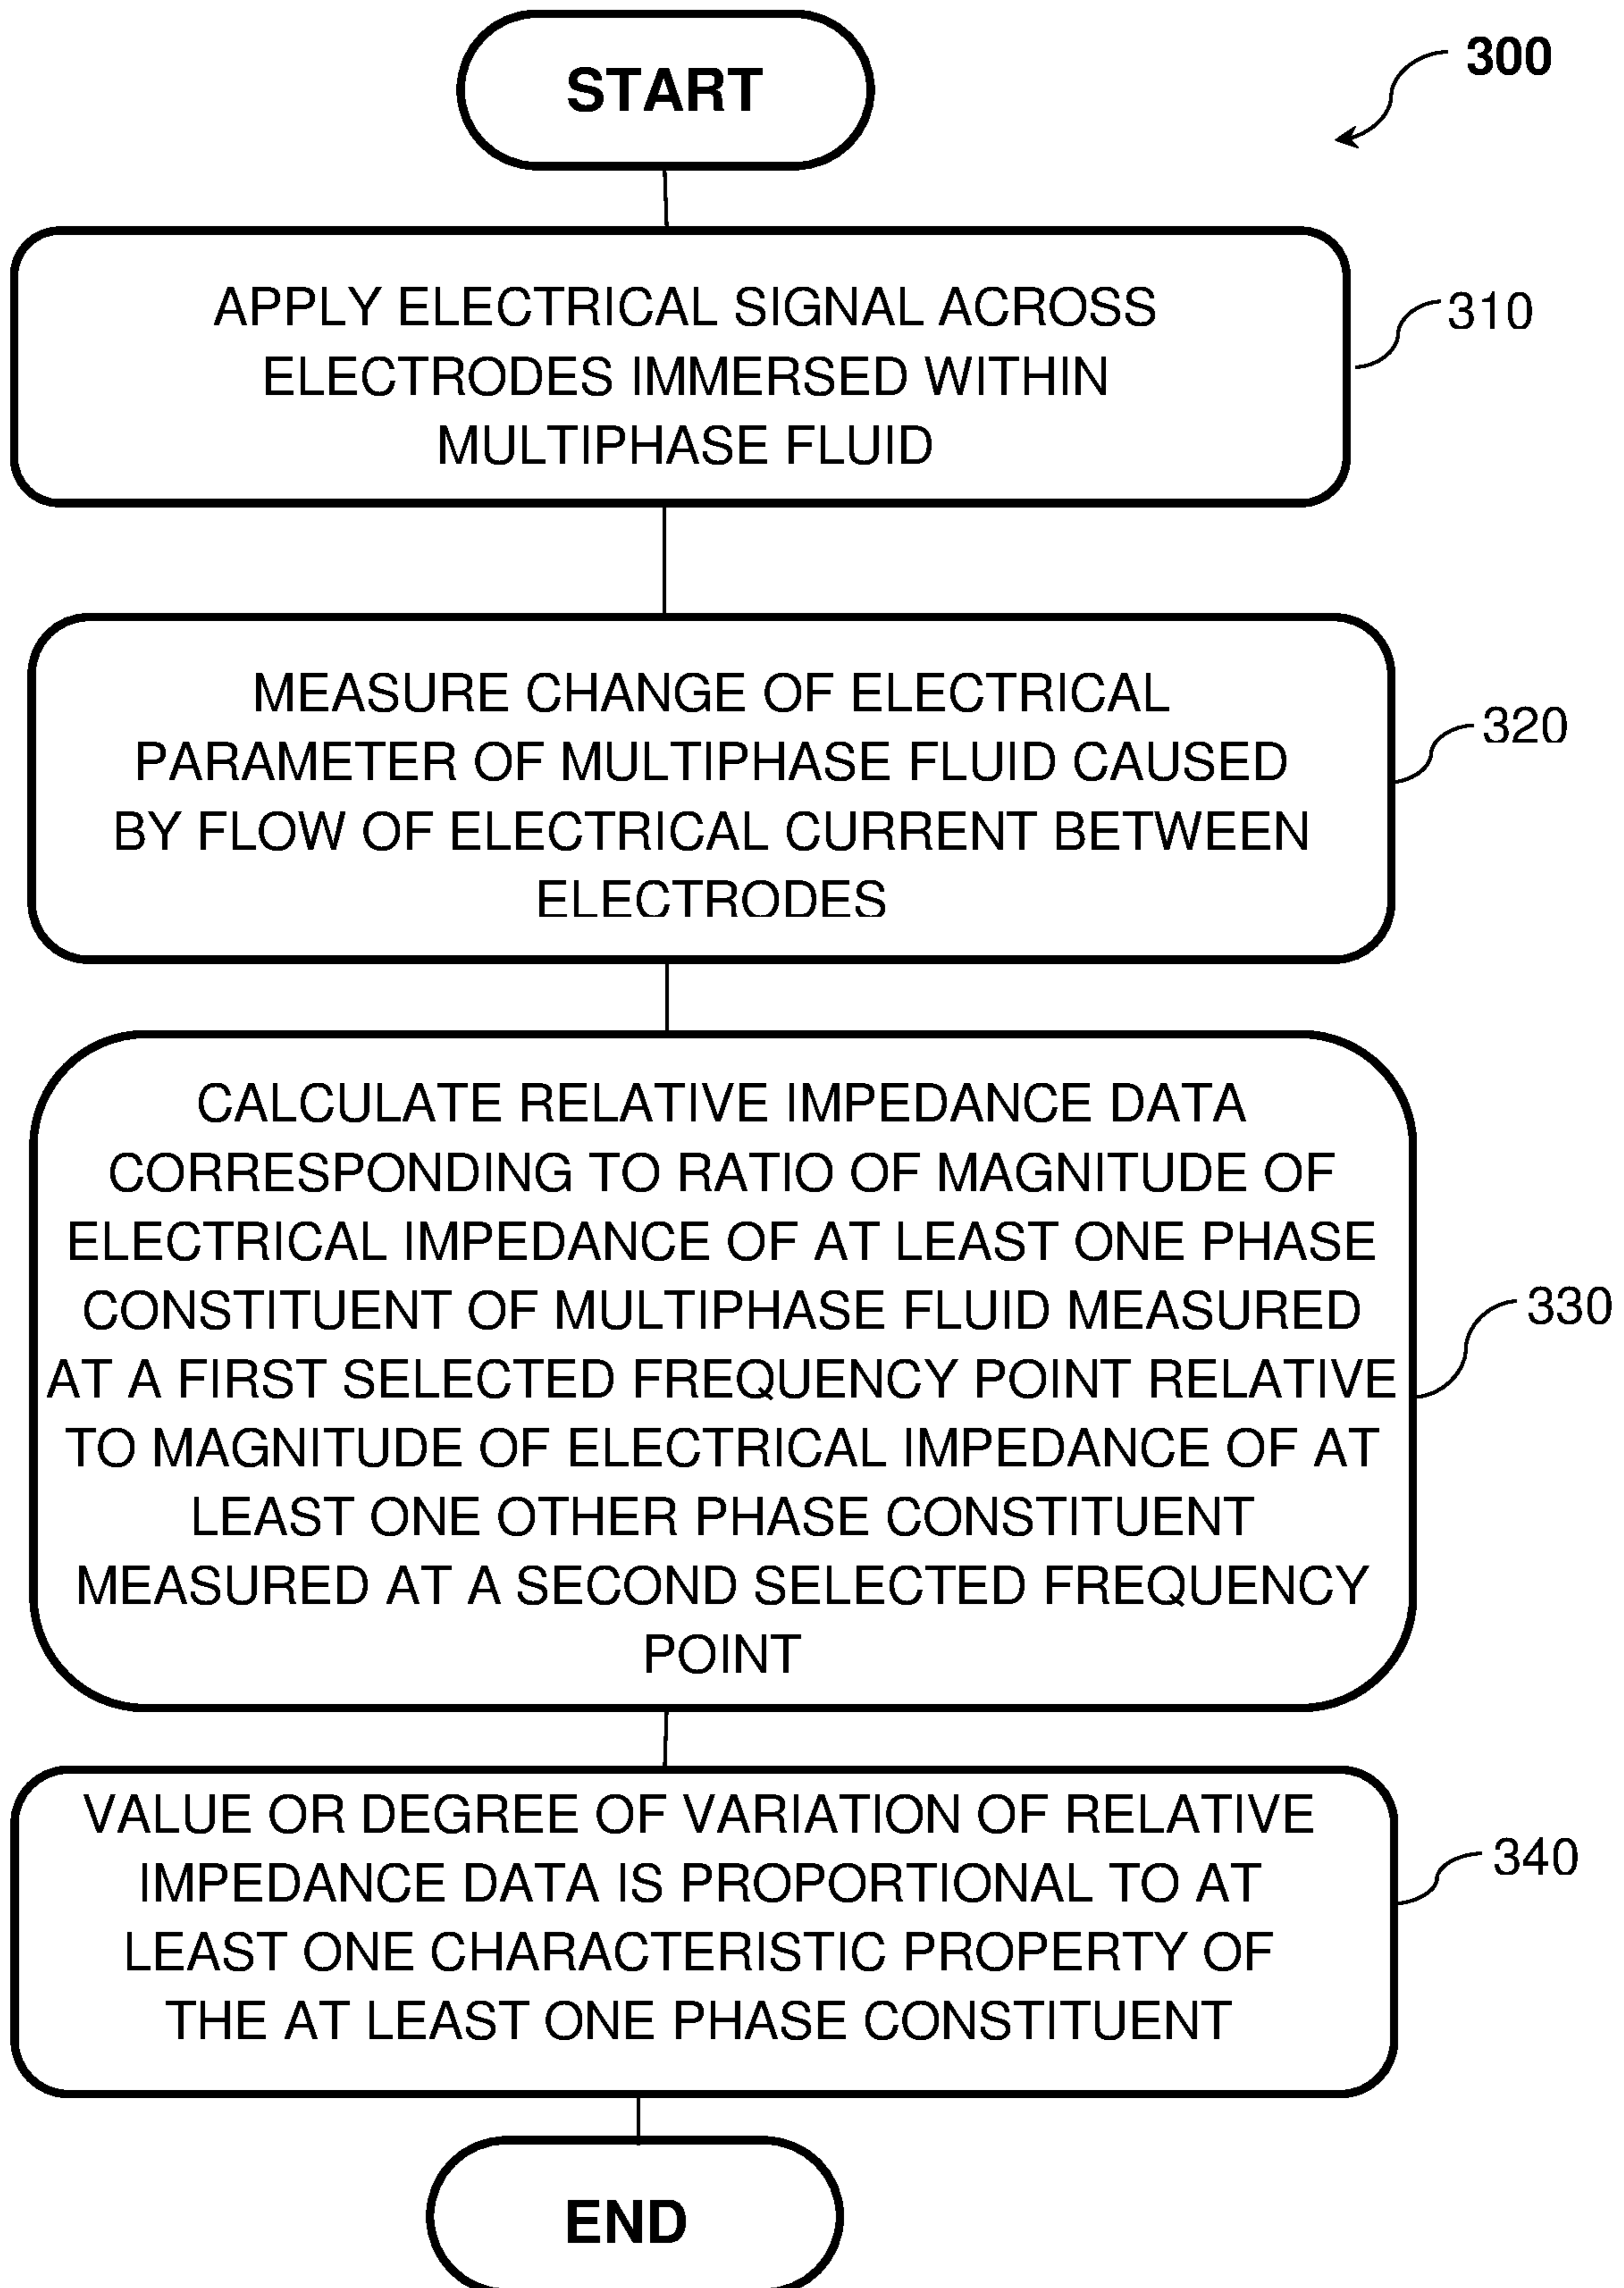 START
300
APPLY ELECTRICAL SIGNAL ACROSS
ELECTRODES IMMERSED WITHIN
MULTIPHASE FLUID
310
MEASURE CHANGE OF ELECTRICAL
PARAMETER OF MULTIPHASE FLUID CAUSED
BY FLOW OF ELECTRICAL CURRENT BETWEEN
ELECTRODES
320
CALCULATE RELATIVE IMPEDANCE DATA
CORRESPONDING TO RATIO OF MAGNITUDE OF
ELECTRICAL IMPEDANCE OF AT LEAST ONE PHASE
CONSTITUENT OF MULTIPHASE FLUID MEASURED
AT A FIRST SELECTED FREQUENCY POINT RELATIVE
TO MAGNITUDE OF ELECTRICAL IMPEDANCE OF AT
LEAST ONE OTHER PHASE CONSTITUENT
MEASURED AT A SECOND SELECTED FREQUENCY
POINT
330
VALUE OR DEGREE OF VARIATION OF RELATIVE
IMPEDANCE DATA IS PROPORTIONAL TO AT
LEAST ONE CHARACTERISTIC PROPERTY OF
THE AT LEAST ONE PHASE CONSTITUENT
340
END